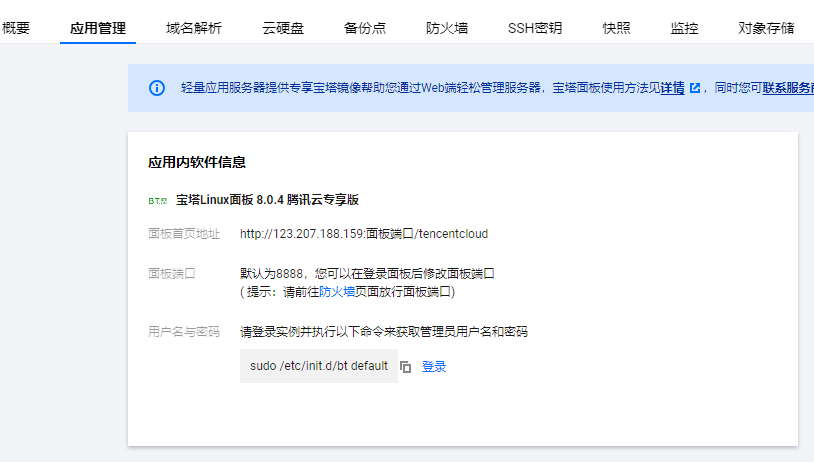 概要 应用管理 域名解析 云硬盘 备份点 防火墙 SSH密钥 快照 监控 对象存储
轻量应用服务器提供专享宝塔镜像帮助您通过Web端轻松管理服务器，宝塔面板使用方法见详情 ，同时您可联系服务商
应用内软件信息
宝塔Linux面板 8.0.4 腾讯云专享版
面板首页地址 http://123.207.188.159:面板端口/tencentcloud
面板端口 默认为8888，您可以在登录面板后修改面板端口
( 提示：请前往防火墙页面放行面板端口)
用户名与密码 请登录实例并执行以下命令来获取管理员用户名和密码
sudo /etc/init.d/bt default 登录